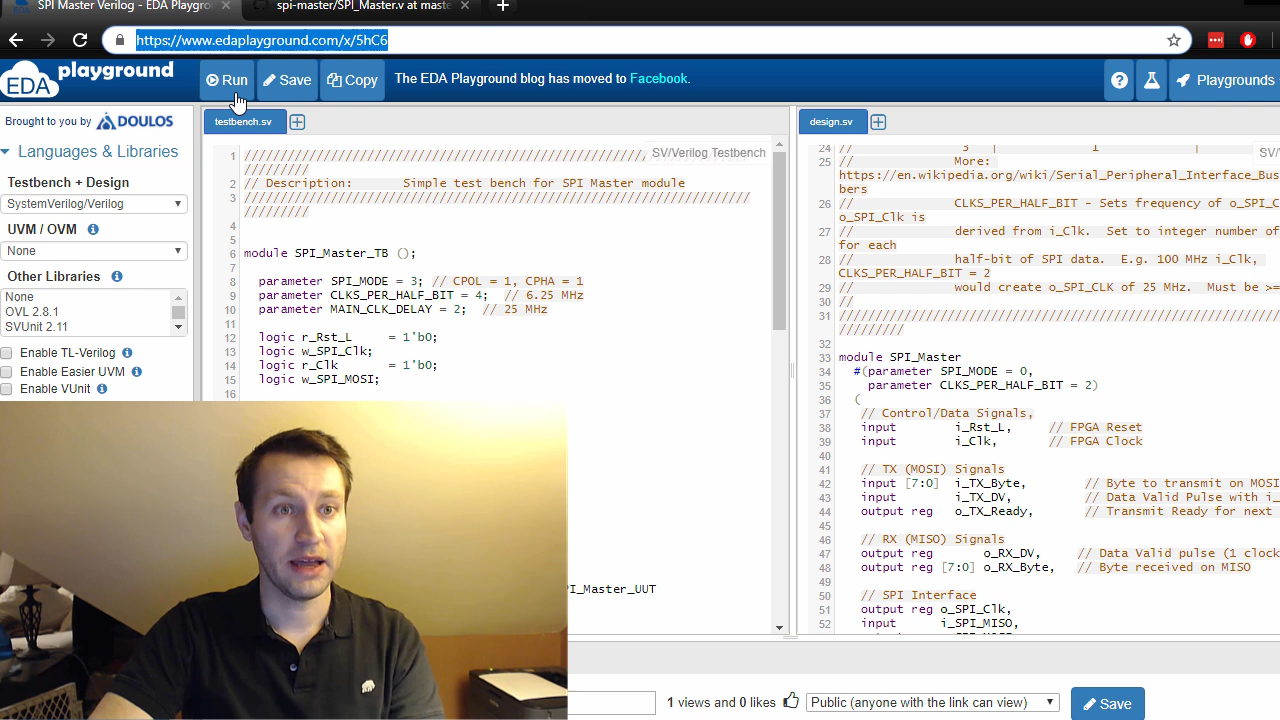 SPI Master Verilog - EDA Playgro
spi-master/SPI_Master.v at maste
https://www.edaplayground.com/x/5hC6
EDA playground
Run
Save
Copy
The EDA Playground blog has moved to Facebook.
Playgrounds
Brought to you by DOULOS
Languages & Libraries
Testbench + Design
SystemVerilog/Verilog
UVM / OVM
None
Other Libraries
None
OVL 2.8.1
SVUnit 2.11
Enable TL-Verilog
Enable Easier UVM
Enable VUnit
testbench.sv
SV/Verilog Testbench
1
2 // Description: Simple test bench for SPI Master module
3
4
5
6 module SPI_Master_TB ();
7
8 parameter SPI_MODE = 3; // CPOL = 1, CPHA = 1
9 parameter CLKS_PER_HALF_BIT = 4; // 6.25 MHz
10 parameter MAIN_CLK_DELAY = 2; // 25 MHz
11
12 logic r_Rst_L = 1'b0;
13 logic w_SPI_Clk;
14 logic r_Clk = 1'b0;
15 logic w_SPI_MOSI;
16
PI_Master_UUT
design.sv
SV/
24 // 3 | 1 |
25 // More:
https://en.wikipedia.org/wiki/Serial_Peripheral_Interface_Bus
bers
26 // CLKS_PER_HALF_BIT - Sets frequency of o_SPI_C
o_SPI_Clk is
27 // derived from i_Clk. Set to integer number of
for each
28 // half-bit of SPI data. E.g. 100 MHz i_Clk,
CLKS_PER_HALF_BIT = 2
29 // would create o_SPI_CLK of 25 MHz. Must be >=
30 //
31
32
33 module SPI_Master
34 #(parameter SPI_MODE = 0,
35 parameter CLKS_PER_HALF_BIT = 2)
36 (
37 // Control/Data Signals,
38 input i_Rst_L, // FPGA Reset
39 input i_Clk, // FPGA Clock
40
41 // TX (MOSI) Signals
42 input [7:0] i_TX_Byte, // Byte to transmit on MOSI
43 input i_TX_DV, // Data Valid Pulse with i_
44 output reg o_TX_Ready, // Transmit Ready for next
45
46 // RX (MISO) Signals
47 output reg o_RX_DV, // Data Valid pulse (1 clock
48 output reg [7:0] o_RX_Byte, // Byte received on MISO
49
50 // SPI Interface
51 output reg o_SPI_Clk,
52 input i_SPI_MISO,
1 views and 0 likes
Public (anyone with the link can view)
Save